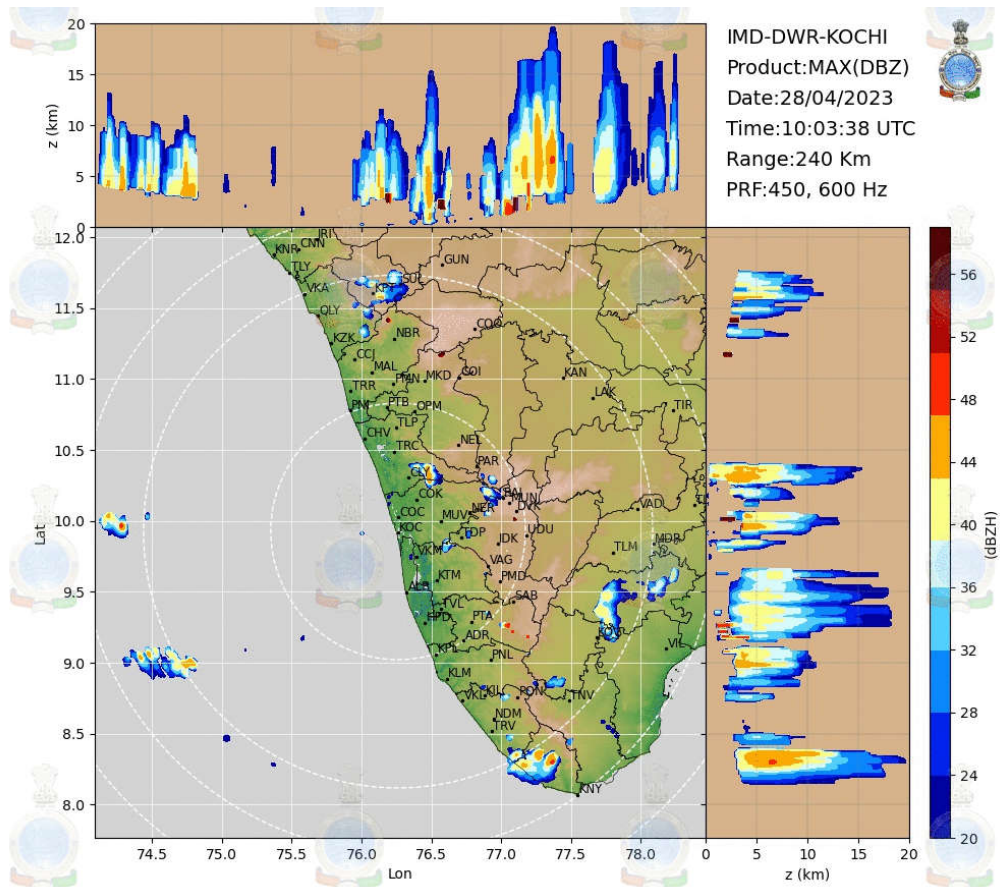 IMD-DWR-KOCHI
Product:MAX(DBZ)
Date:28/04/2023
Time:10:03:38 UTC
Range:240 Km
PRF:450, 600 Hz
20
15
10
5
0
z (km)
12.0
11.5
11.0
10.5
10.0
9.5
9.0
8.5
8.0
Lat
74.5 75.0 75.5 76.0 76.5 77.0 77.5 78.0
Lon
0 5 10 15 20
z (km)
56
52
48
44
40
36
32
28
24
20
(dBZH)
IRI
KNR CNN
GUN
TLY
VKA
QLY
KZK NBR
CCJ
MAL
MKD COI KAN
TRR
LAK
PTB OPM TIR
TLP
CHV
TRC NEL
PAR
COK
MUN
COC MUV NER DVK VAD
KOC
TDP JDK UDU TLM MDR
VKM
VAG
KTM PMD
SAB
TVL
HPD PTA
ADR
KPL PNL VIL
KLM
VKL KIL PON TNV
NDM
TRV
KNY